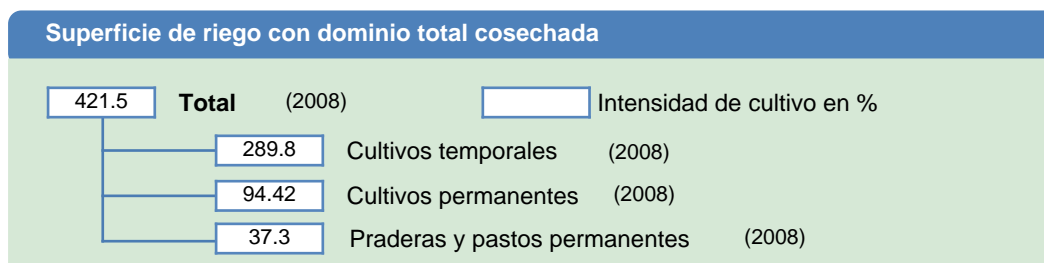 Superficie de riego con dominio total cosechada
421.5 Total (2008) Intensidad de cultivo en %
289.8 Cultivos temporales (2008)
94.42 Cultivos permanentes (2008)
37.3 Praderas y pastos permanentes (2008)